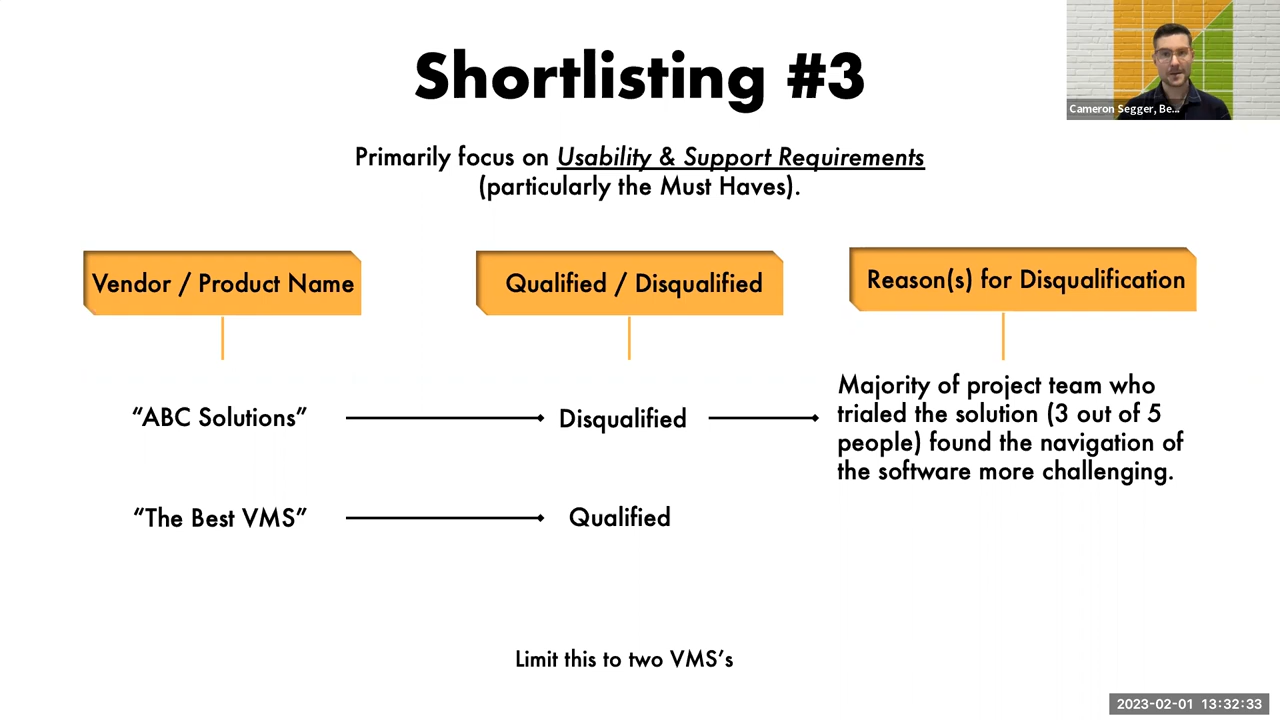 Shortlisting #3
Cameron Segger, Be...
Primarily focus on Usability & Support Requirements
(particularly the Must Haves).
Vendor / Product Name
Qualified / Disqualified
Reason(s) for Disqualification
“ABC Solutions”
Disqualified
Majority of project team who
trialed the solution (3 out of 5
people) found the navigation of
the software more challenging.
“The Best VMS”
Qualified
Limit this to two VMS’s
2023-02-01 13:32:33